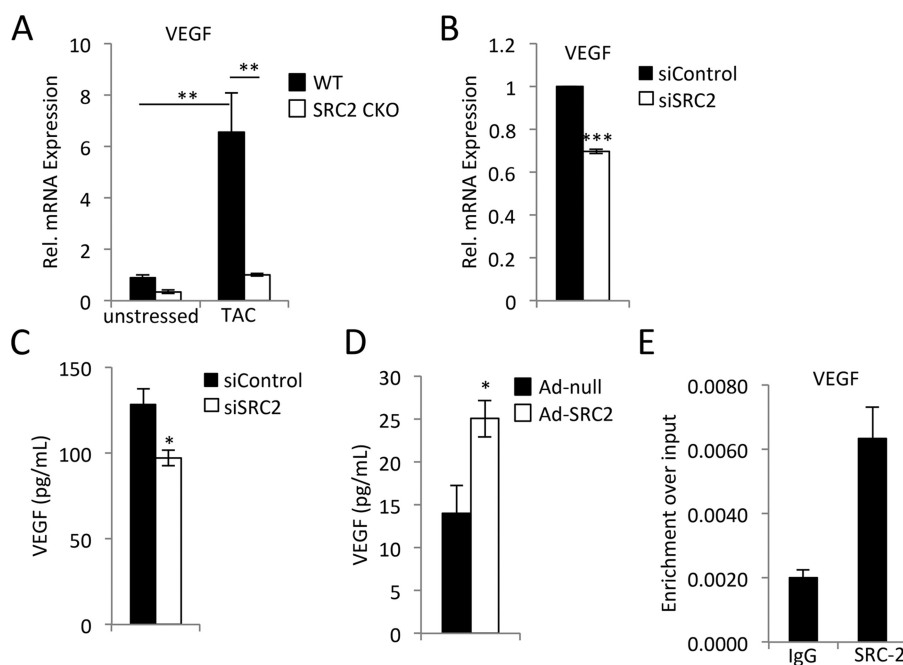 A
VEGF
Rel. mRNA Expression
10
8
6
4
2
0
**
**
WT
SRC2 CKO
unstressed
TAC
B
VEGF
Rel. mRNA Expression
1.2
1
0.8
0.6
0.4
0.2
0
***
siControl
siSRC2
C
VEGF (pg/mL)
150
100
50
0
*
siControl
siSRC2
D
VEGF (pg/mL)
30
25
20
15
10
5
0
*
Ad-null
Ad-SRC2
E
VEGF
Enrichment over input
0.0080
0.0060
0.0040
0.0020
0.0000
IgG
SRC-2